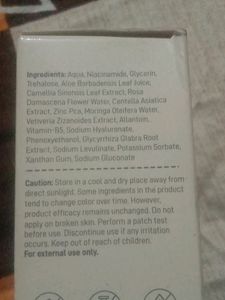 Ingredients: Aqua, Niacinamide, Glycerin,
Trehalose, Aloe Barbadensis Leaf Juice,
Camellia Sinensis Leaf Extract, Rosa
Damascena Flower Water, Centella Asiatica
Extract, Zinc Pca, Moringa Oleifera Water,
Vetiveria Zizanoides Extract, Allantoin,
Vitamin-B5, Sodium Hyaluronate,
Phenoxyethanol, Glycyrrhiza Glabra Root
Extract, Sodium Levulinate, Potassium Sorbate,
Xanthan Gum, Sodium Gluconate
Caution: Store in a cool and dry place away from
direct sunlight. Some ingredients in the product
tend to change color over time. However,
product efficacy remains unchanged. Do not
apply on broken skin. Perform a patch test
before use. Discontinue use if any irritation
occurs. Keep out of reach of children.
For external use only.